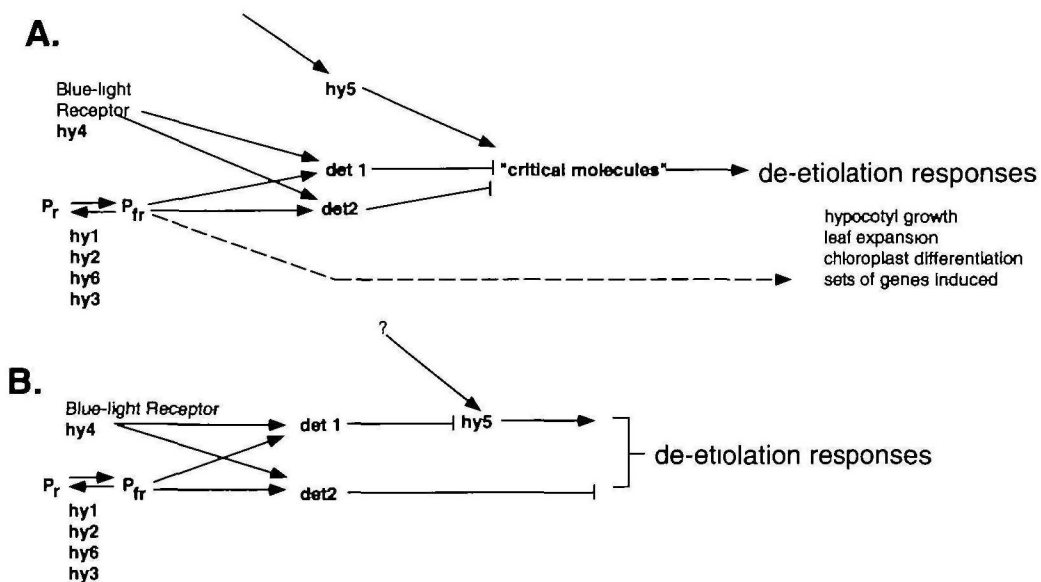 A.
hy5
Blue-light
Receptor
hy4
det 1
"critical molecules"
de-etiolation responses
Pr
Pfr
det2
hy1
hy2
hy6
hy3
hypocotyl growth
leaf expansion
chloroplast differentiation
sets of genes induced
?
B.
Blue-light Receptor
hy4
det 1
hy5
de-etiolation responses
Pr
Pfr
det2
hy1
hy2
hy6
hy3